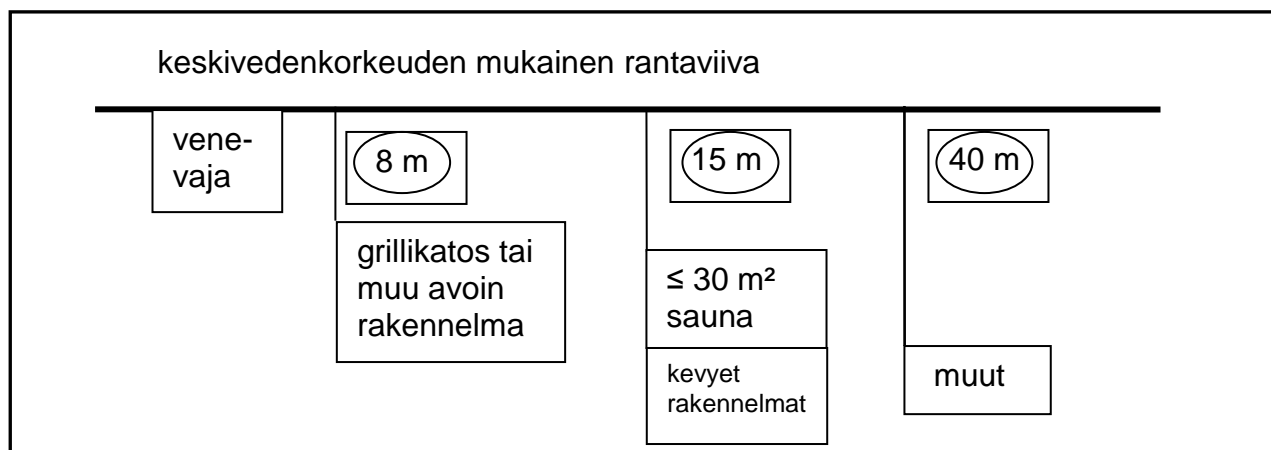 keskivedenkorkeuden mukainen rantaviiva
vene-
vaja
8 m
grillikatos tai
muu avoin
rakennelma
15 m
≤ 30 m²
sauna
kevyet
rakennelmat
40 m
muut